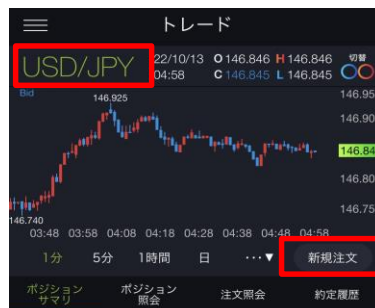 トレード
USD/JPY
22/10/13 O 146.846 H 146.846 切替
04:58 C 146.845 L 146.845
Bid
146.925
146.95
146.90
146.84
146.80
146.75
146.740
03:48 03:58 04:08 04:18 04:28 04:38 04:48 04:58
1分 5分 1時間 日 …▼ 新規注文
ポジション ポジション 注文照会 約定履歴
サマリ 照会